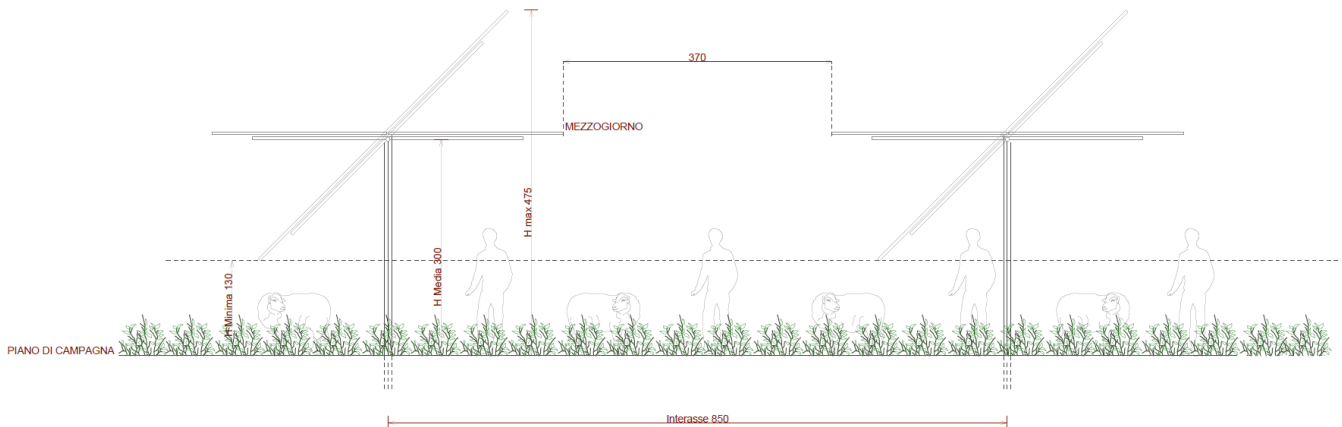 370
MEZZOGIORNO
H max 475
H Media 300
H Minima 130
PIANO DI CAMPAGNA
Interasse 850